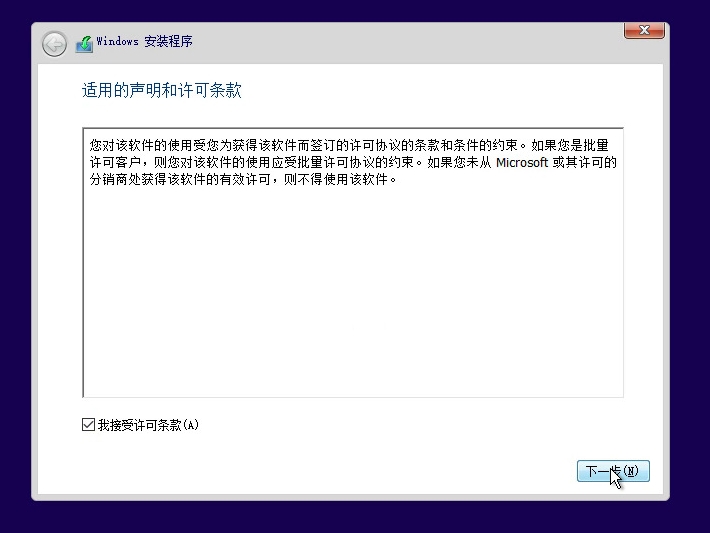 Windows 安装程序
适用的声明和许可条款
您对该软件的使用受您为获得该软件而签订的许可协议的条款和条件的约束。如果您是批量
许可客户，则您对该软件的使用应受批量许可协议的约束。如果您未从 Microsoft 或其许可的
分销商处获得该软件的有效许可，则不得使用该软件。
我接受许可条款(A)
下一步(N)